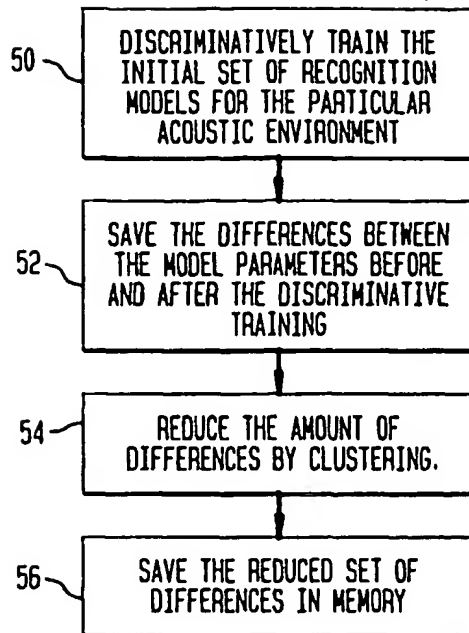 50
DISCRIMINATIVELY TRAIN THE
INITIAL SET OF RECOGNITION
MODELS FOR THE PARTICULAR
ACOUSTIC ENVIRONMENT
52
SAVE THE DIFFERENCES BETWEEN
THE MODEL PARAMETERS BEFORE
AND AFTER THE DISCRIMINATIVE
TRAINING
54
REDUCE THE AMOUNT OF
DIFFERENCES BY CLUSTERING.
56
SAVE THE REDUCED SET OF
DIFFERENCES IN MEMORY